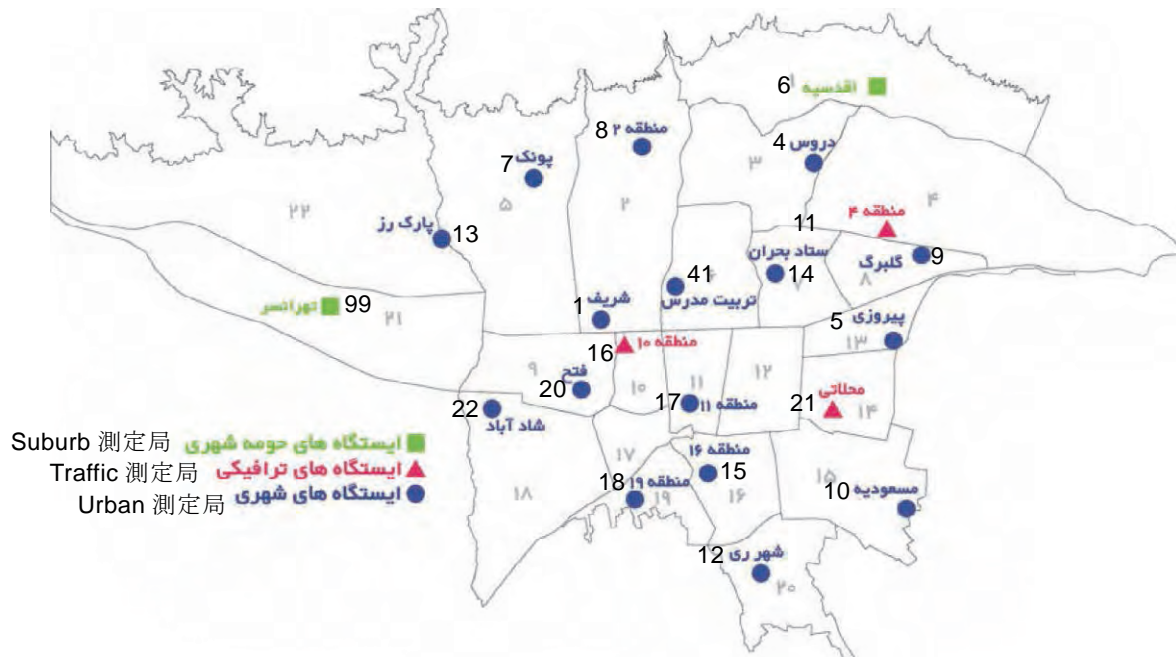 6 ۱ اقدسیه
8 منطقه ۲
4 دروس
7 پونک
۳
۴
۲۲
۵
۲
11 منطقه ۴
پارک رز 13
ستاد بحران
گلبرگ 9
41 ۶
14 ۷
۸
تربیت مدرس
تهرانسر 99
۲۱
1 شریف
5 پیروزی
۱۳
16 منطقه ۱۰
۹
فتح
20
۱۰
۱۱
۱۲
محلاتی
21
۱۴
22
شاد آباد
17 منطقه ۱۱
Suburb 測定局 ایستگاه های حومه شهری
Traffic 測定局 ایستگاه های ترافیکی
Urban 測定局 ایستگاه های شهری
۱۷
منطقه ۱۶
15
۱۶
۱۸
18 منطقه ۱۹
۱۹
۱۵
10 مسعودیه
12 شهر ری
۲۰